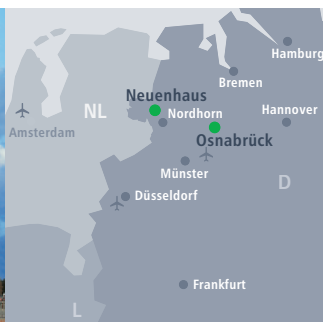 Hamburg
Bremen
Neuenhaus
NL
Nordhorn
Hannover
Amsterdam
Osnabrück
Münster
D
Düsseldorf
Frankfurt
L